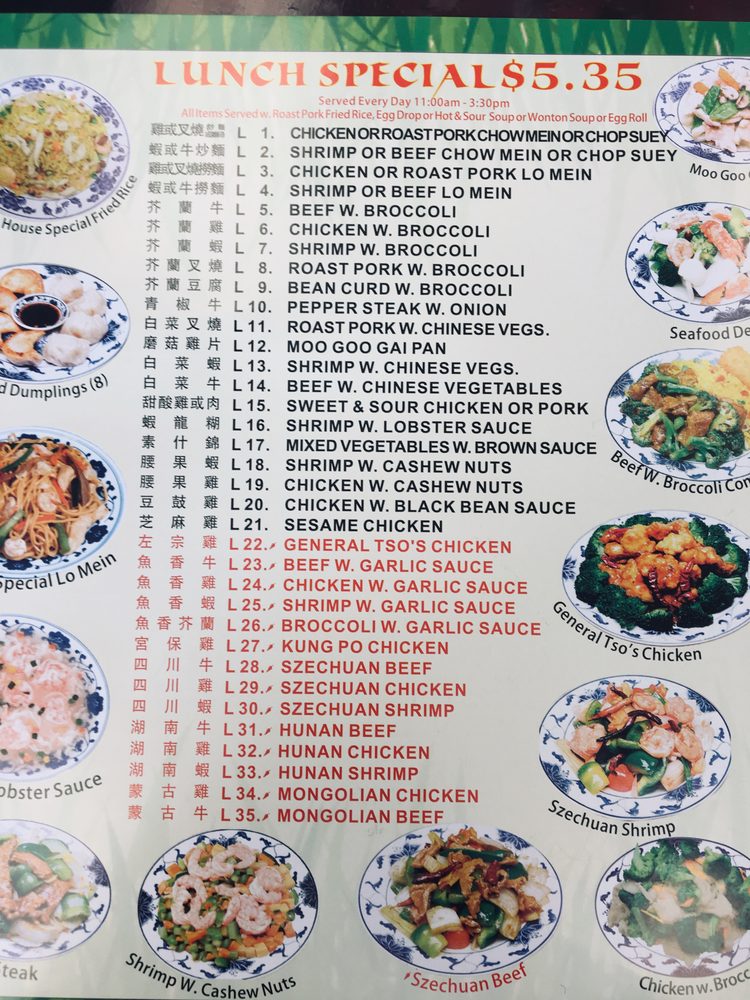 LUNCH SPECIAL $5.35
Served Every Day 11:00am - 3:30pm
All Items Served w. Roast Pork Fried Rice, Egg Drop or Hot & Sour Soup or Wonton Soup or Egg Roll
雞或叉燒 L 1. CHICKEN OR ROAST PORK CHOW MEIN OR CHOP SUEY
蝦或牛炒麵 L 2. SHRIMP OR BEEF CHOW MEIN OR CHOP SUEY
雞或叉燒撈麵 L 3. CHICKEN OR ROAST PORK LO MEIN
蝦或牛撈麵 L 4. SHRIMP OR BEEF LO MEIN
芥蘭牛 L 5. BEEF W. BROCCOLI
芥蘭雞 L 6. CHICKEN W. BROCCOLI
芥蘭蝦 L 7. SHRIMP W. BROCCOLI
芥蘭叉燒 L 8. ROAST PORK W. BROCCOLI
芥蘭豆腐 L 9. BEAN CURD W. BROCCOLI
青椒牛 L 10. PEPPER STEAK W. ONION
白菜叉燒 L 11. ROAST PORK W. CHINESE VEGS.
磨菇雞片 L 12. MOO GOO GAI PAN
白菜蝦 L 13. SHRIMP W. CHINESE VEGS.
白菜牛 L 14. BEEF W. CHINESE VEGETABLES
甜酸雞或肉 L 15. SWEET & SOUR CHICKEN OR PORK
蝦龍糊 L 16. SHRIMP W. LOBSTER SAUCE
素什錦 L 17. MIXED VEGETABLES W. BROWN SAUCE
腰果蝦 L 18. SHRIMP W. CASHEW NUTS
腰果雞 L 19. CHICKEN W. CASHEW NUTS
豆鼓雞 L 20. CHICKEN W. BLACK BEAN SAUCE
芝麻雞 L 21. SESAME CHICKEN
左宗雞 L 22. GENERAL TSO'S CHICKEN
魚香牛 L 23. BEEF W. GARLIC SAUCE
魚香雞 L 24. CHICKEN W. GARLIC SAUCE
魚香蝦 L 25. SHRIMP W. GARLIC SAUCE
魚香芥蘭 L 26. BROCCOLI W. GARLIC SAUCE
宮保雞 L 27. KUNG PO CHICKEN
四川牛 L 28. SZECHUAN BEEF
四川雞 L 29. SZECHUAN CHICKEN
四川蝦 L 30. SZECHUAN SHRIMP
湖南牛 L 31. HUNAN BEEF
湖南雞 L 32. HUNAN CHICKEN
湖南蝦 L 33. HUNAN SHRIMP
蒙古雞 L 34. MONGOLIAN CHICKEN
蒙古牛 L 35. MONGOLIAN BEEF
House Special Fried Rice
d Dumplings (8)
Special Lo Mein
obster Sauce
Steak
Moo Goo
Seafood De
Beef W. Broccoli Com
General Tso's Chicken
Szechuan Shrimp
Shrimp W. Cashew Nuts
Szechuan Beef
Chicken w. Brocc